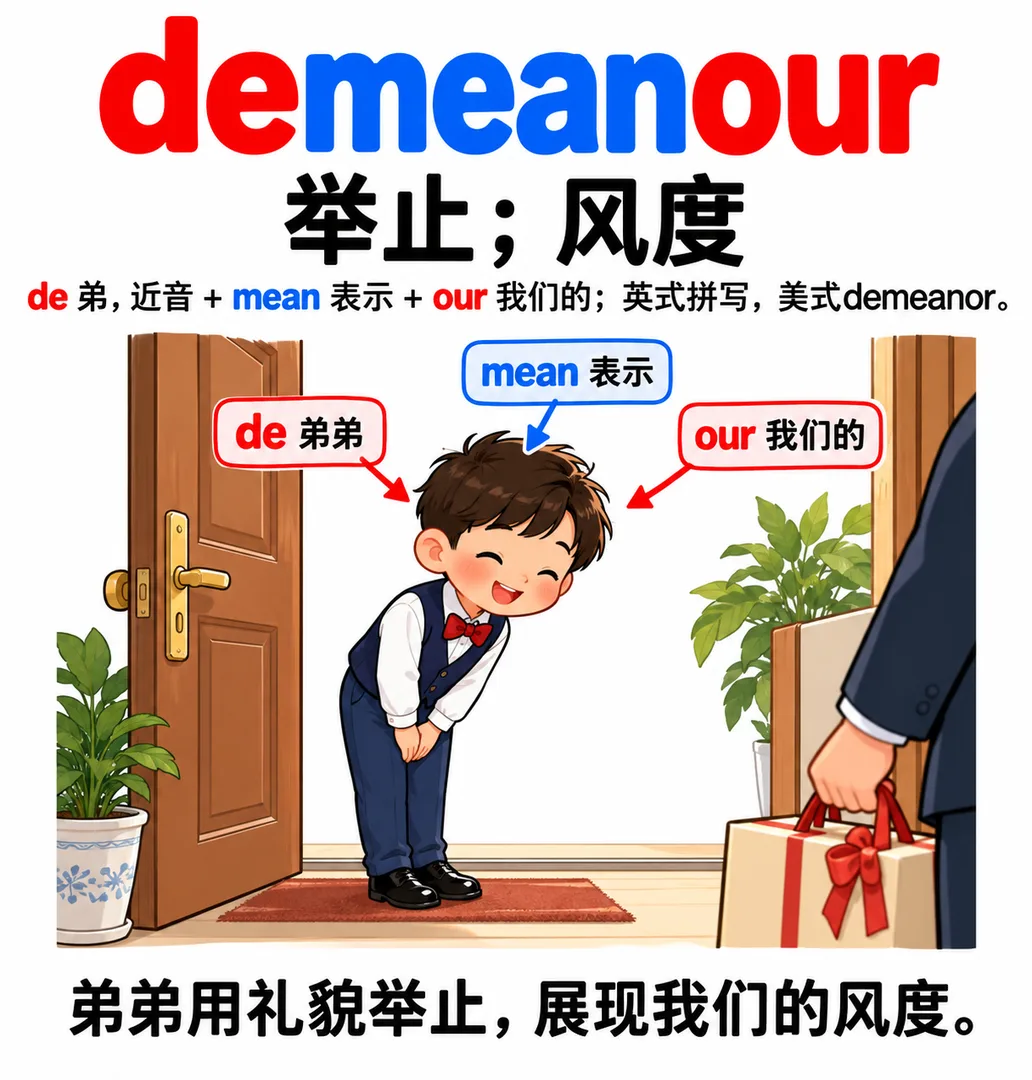 demeanour
举止；风度
de 弟，近音 + mean 表示 + our 我们的；英式拼写，美式demeanor。
mean 表示
de 弟弟
our 我们的
弟弟用礼貌举止，展现我们的风度。